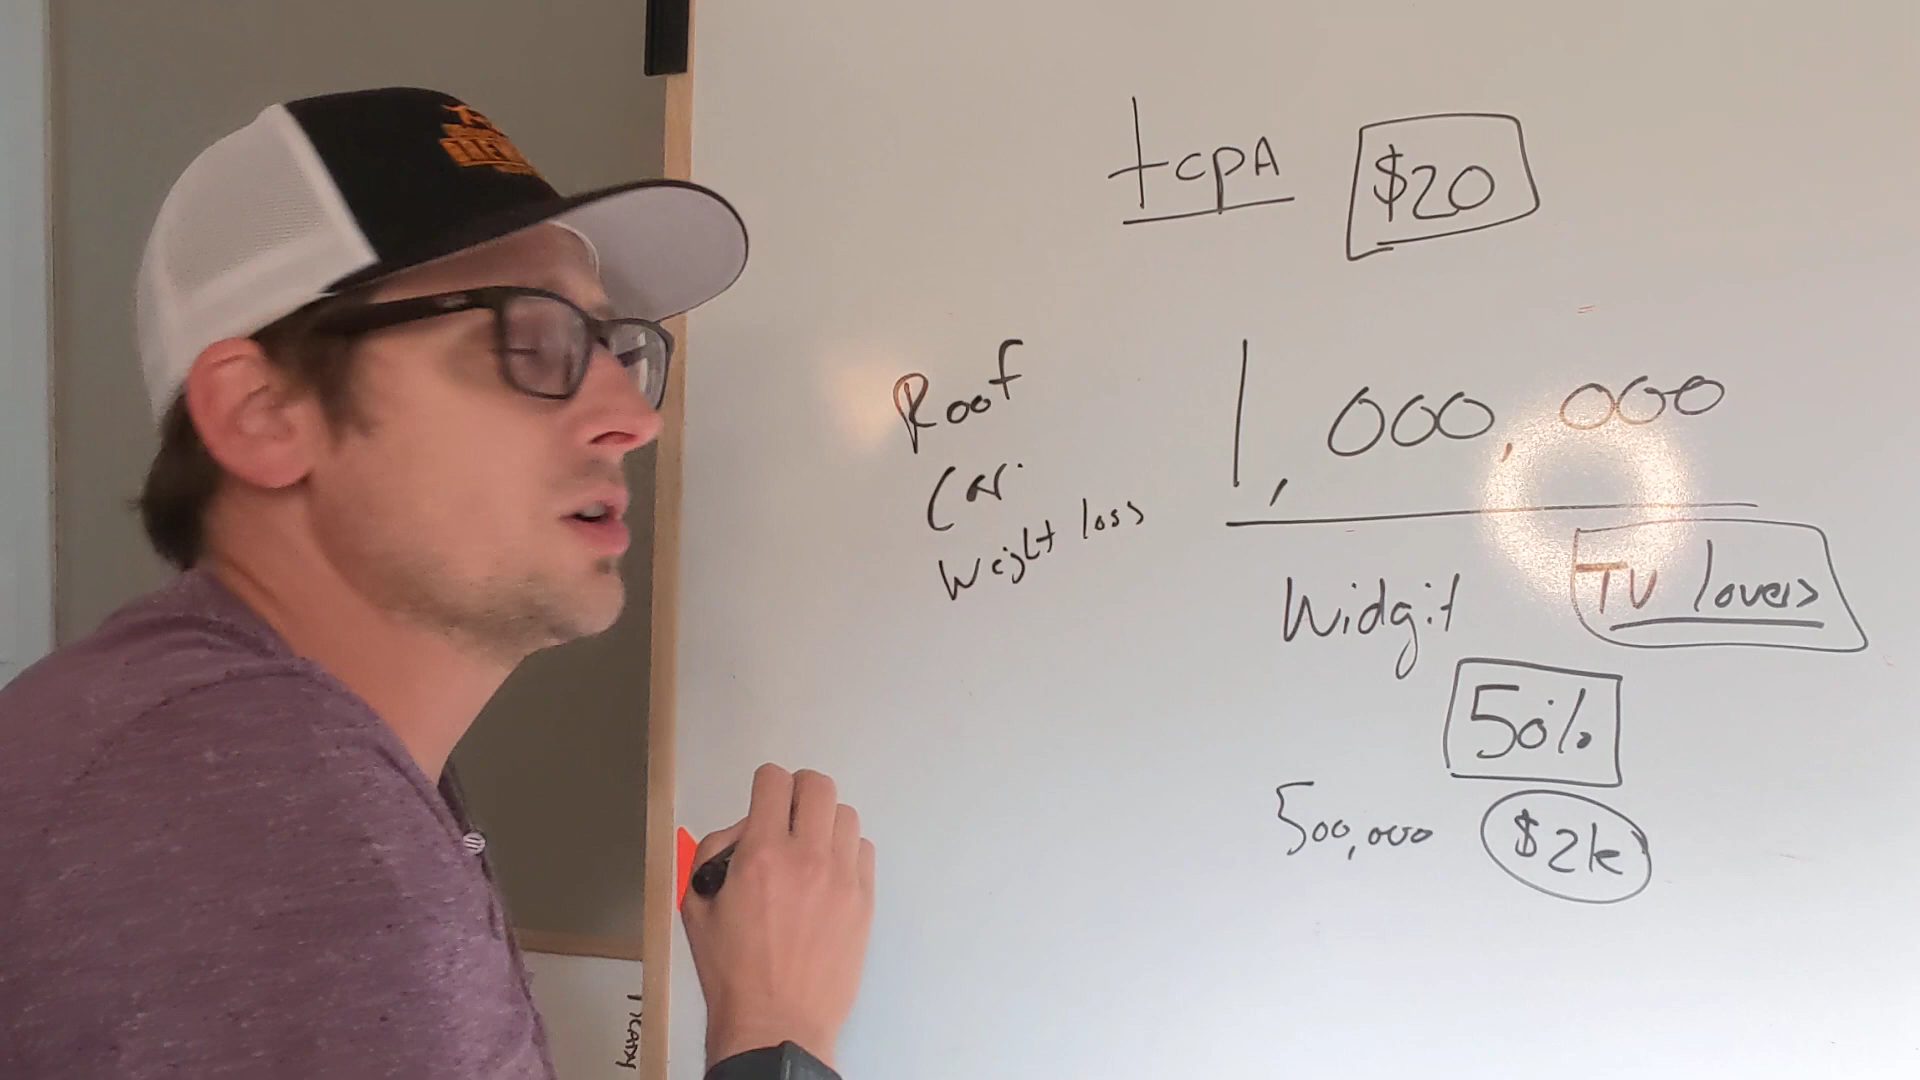 tcpA $20
Roof
Car
Weight loss
1,000,000
Widgit TV lovers
50%
500,000 $2k